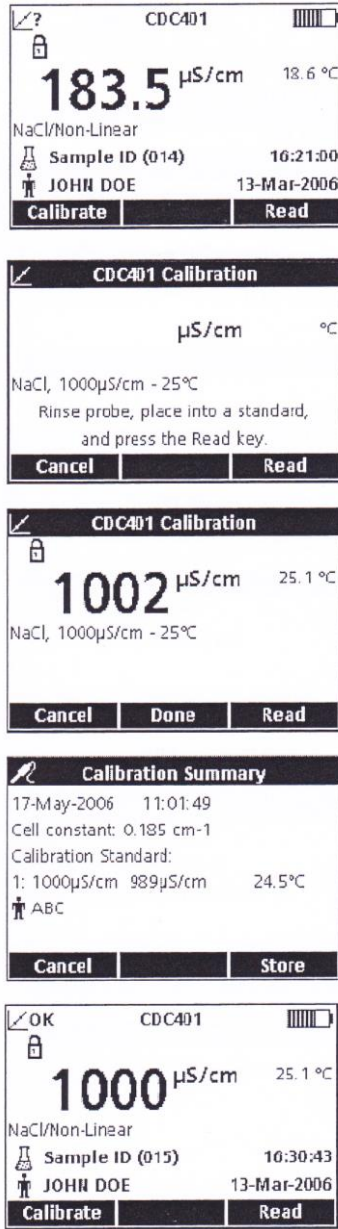 ? CDC401
183.5 µS/cm 18.6 °C
NaCl/Non-Linear
Sample ID (014) 16:21:00
JOHN DOE 13-Mar-2006
Calibrate Read
CDC401 Calibration
µS/cm °C
NaCl, 1000µS/cm - 25°C
Rinse probe, place into a standard,
and press the Read key.
Cancel Read
CDC401 Calibration
1002 µS/cm 25.1 °C
NaCl, 1000µS/cm - 25°C
Cancel Done Read
Calibration Summary
17-May-2006 11:01:49
Cell constant: 0.185 cm-1
Calibration Standard:
1: 1000µS/cm 989µS/cm 24.5°C
ABC
Cancel Store
OK CDC401
1000 µS/cm 25.1 °C
NaCl/Non-Linear
Sample ID (015) 16:30:43
JOHN DOE 13-Mar-2006
Calibrate Read